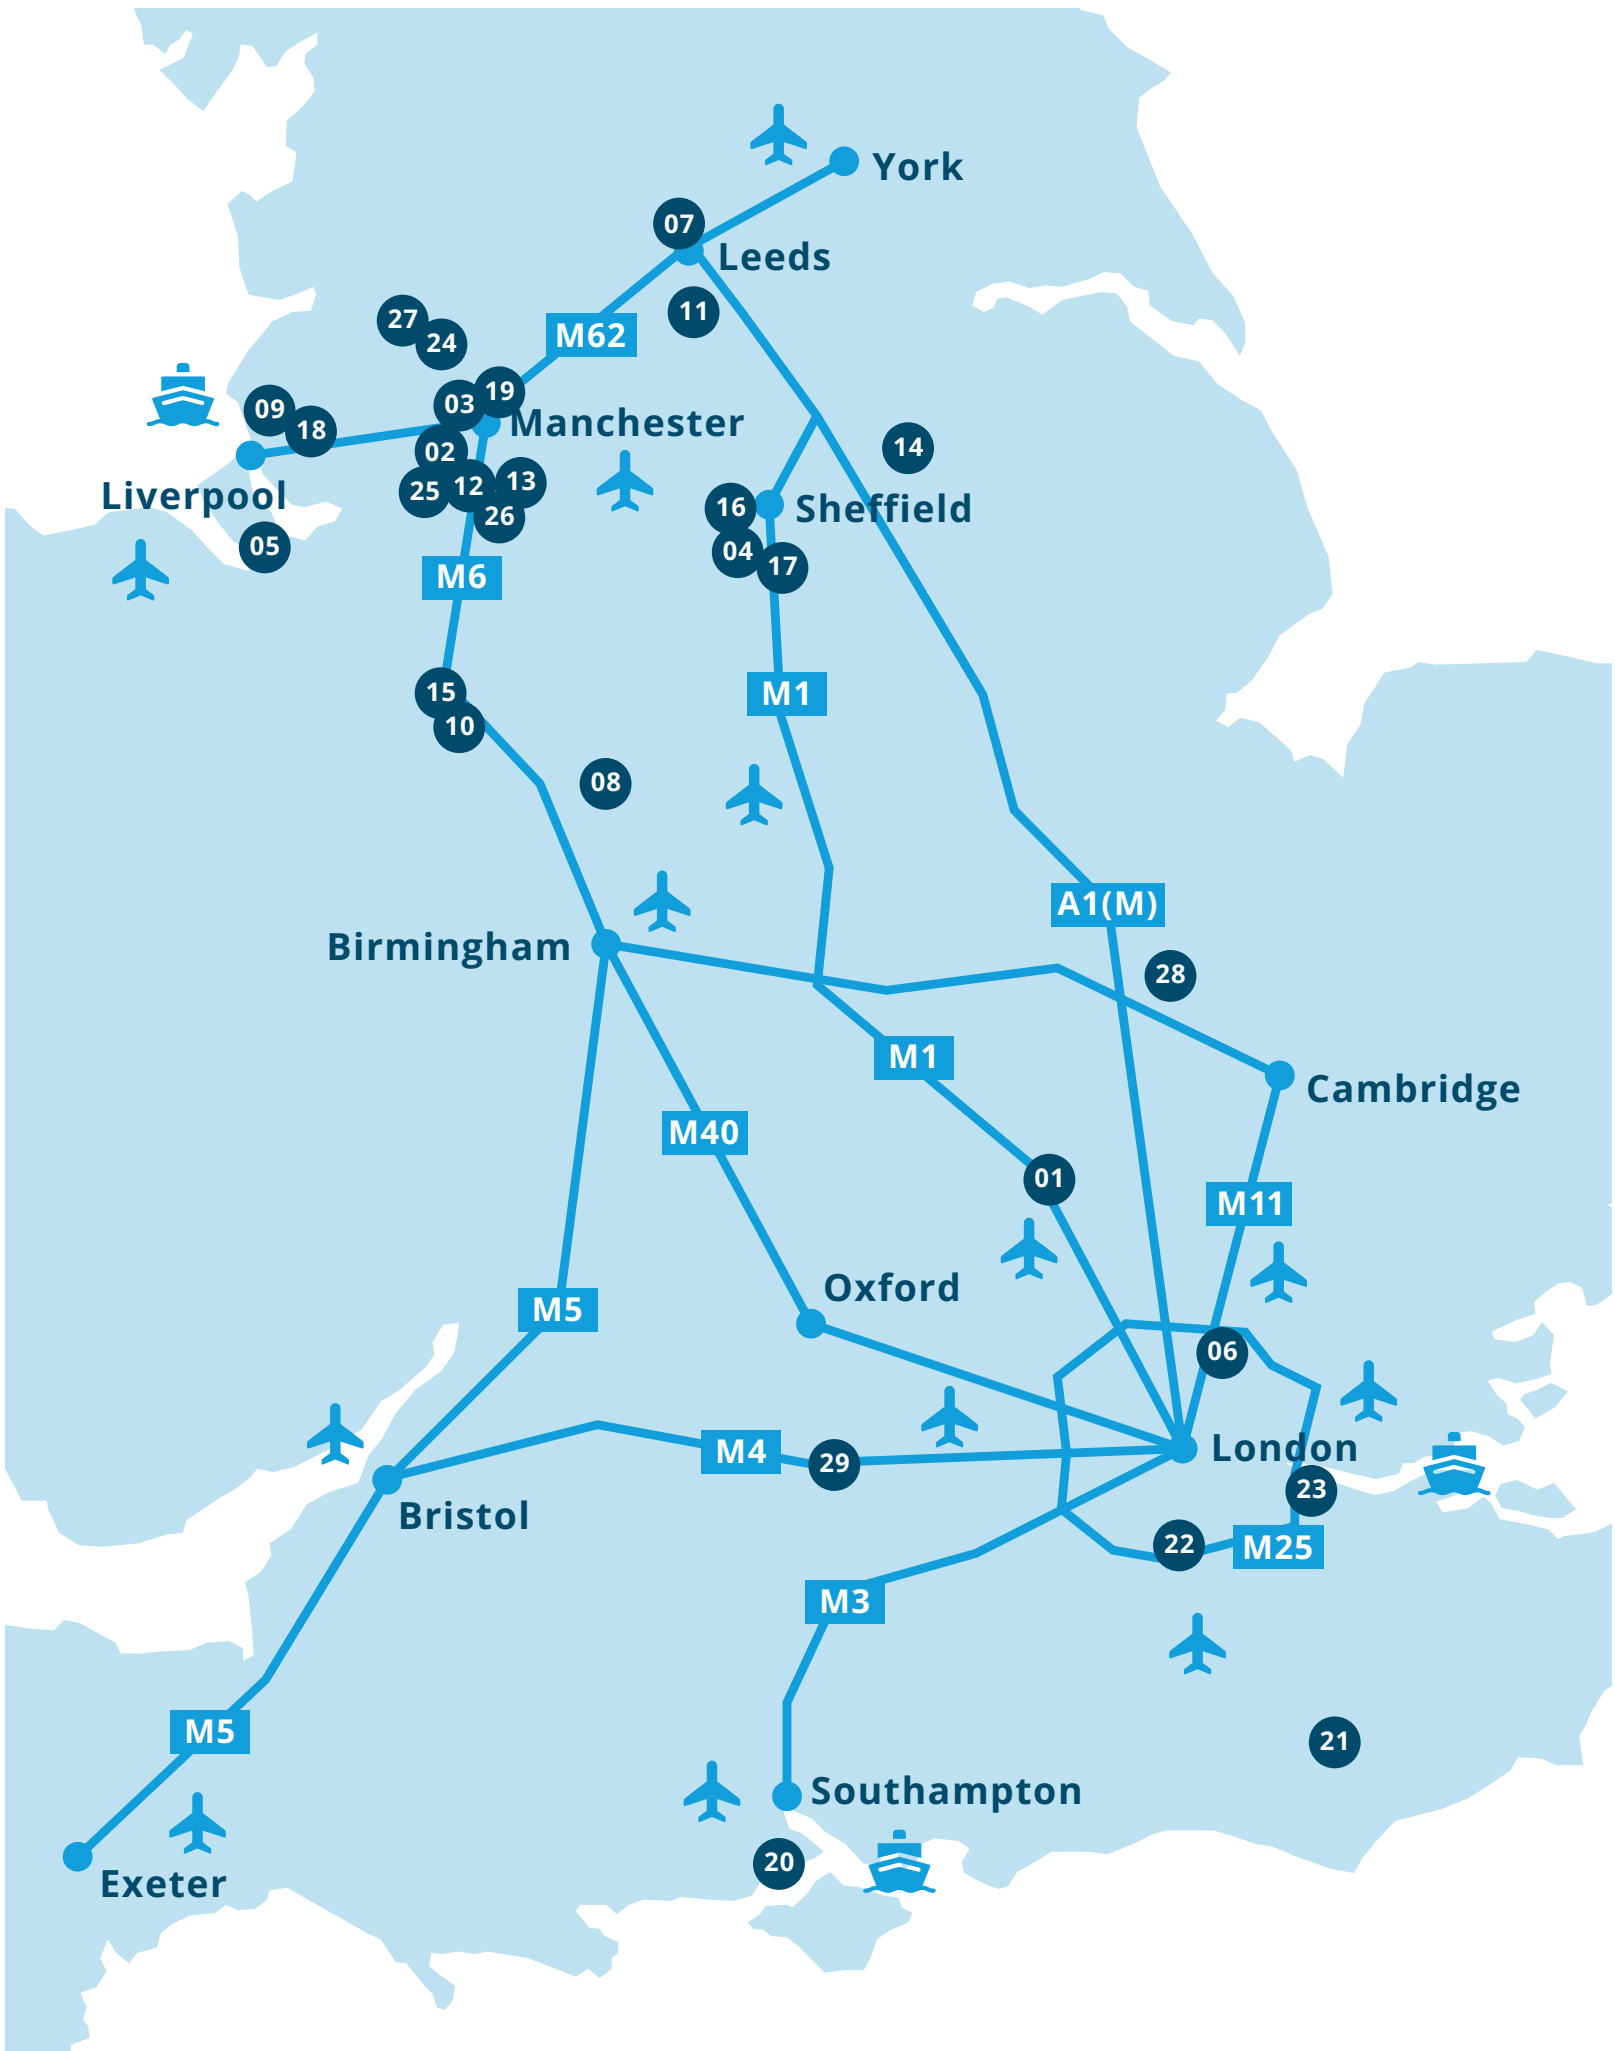 York
07
Leeds
11
27
24
M62
19
03
Manchester
09
18
02
14
Liverpool
25
12
13
26
16
Sheffield
05
04
17
M6
15
M1
10
08
A1(M)
Birmingham
28
M1
Cambridge
M40
01
M11
Oxford
M5
06
M4
29
London
23
Bristol
22
M25
M3
M5
21
Southampton
20
Exeter